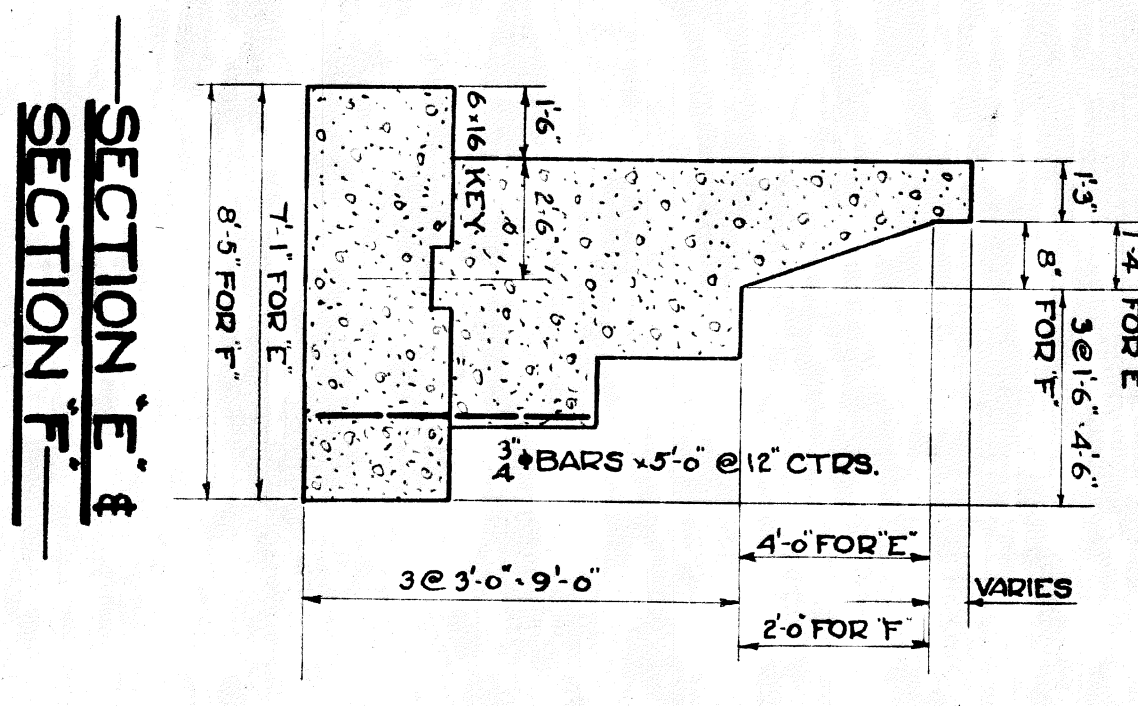 SECTION "E" &
SECTION "F"
8'-5" FOR "F"
7'-1" FOR "E"
6x16 KEY
1'-6"
2'-6"
1'-3"
8" FOR "F"
1'-4 FOR E
3@1'-6" = 4'-6"
3/4" ϕ BARS x 5'-0" @ 12" CTRS.
4'-0" FOR "E"
3 @ 3'-0" = 9'-0"
VARIES
2'-0" FOR "F"